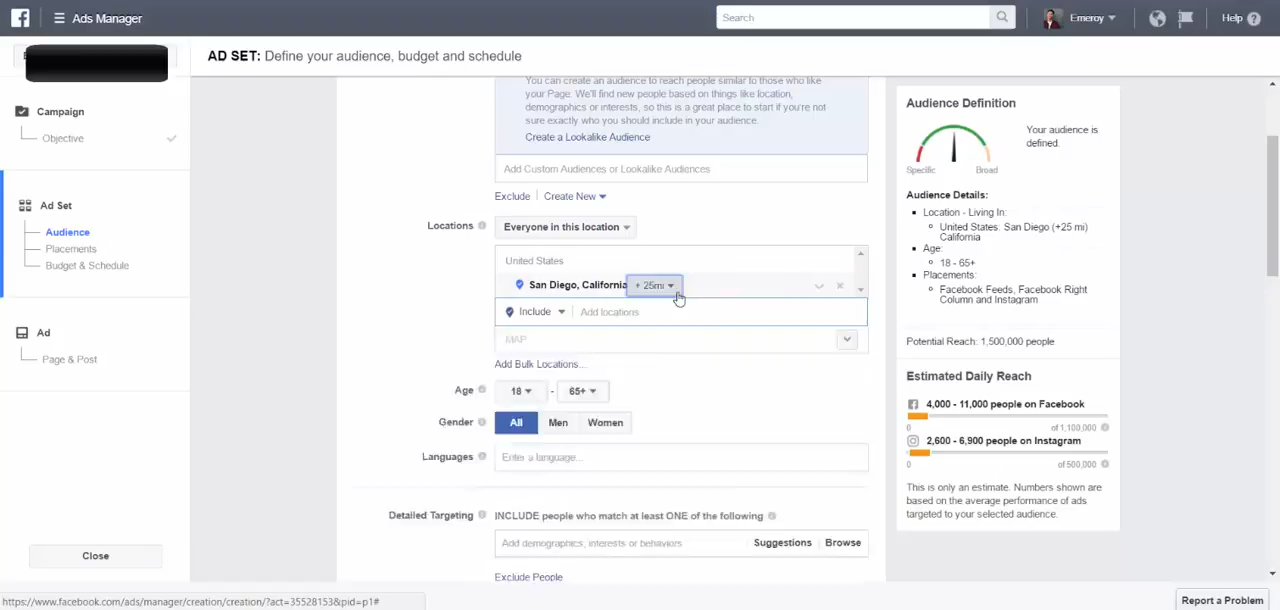 Ads Manager
Search
Emeroy
Help
AD SET: Define your audience, budget and schedule
Campaign
Objective
Ad Set
Audience
Placements
Budget & Schedule
Ad
Page & Post
Close
You can create an audience to reach people similar to those who like
your Page. We'll find new people based on things like location,
demographics or interests, so this is a great place to start if you're not
sure exactly who you should include in your audience.
Create a Lookalike Audience
Add Custom Audiences or Lookalike Audiences
Exclude
Create New
Locations
Everyone in this location
United States
San Diego, California
+ 25mi
Include
Add locations
MAP
Add Bulk Locations...
Age
18
-
65+
Gender
All
Men
Women
Languages
Enter a language...
Detailed Targeting
INCLUDE people who match at least ONE of the following
Add demographics, interests or behaviors
Suggestions
Browse
Exclude People
Audience Definition
Specific
Broad
Your audience is
defined.
Audience Details:
Location - Living In:
United States: San Diego (+25 mi)
California
Age:
18 - 65+
Placements:
Facebook Feeds, Facebook Right
Column and Instagram
Potential Reach: 1,500,000 people
Estimated Daily Reach
4,000 - 11,000 people on Facebook
0
of 1,100,000
2,600 - 6,900 people on Instagram
0
of 500,000
This is only an estimate. Numbers shown are
based on the average performance of ads
targeted to your selected audience.
https://www.facebook.com/ads/manager/creation/creation/?act=35528153&pid=p1#
Report a Problem